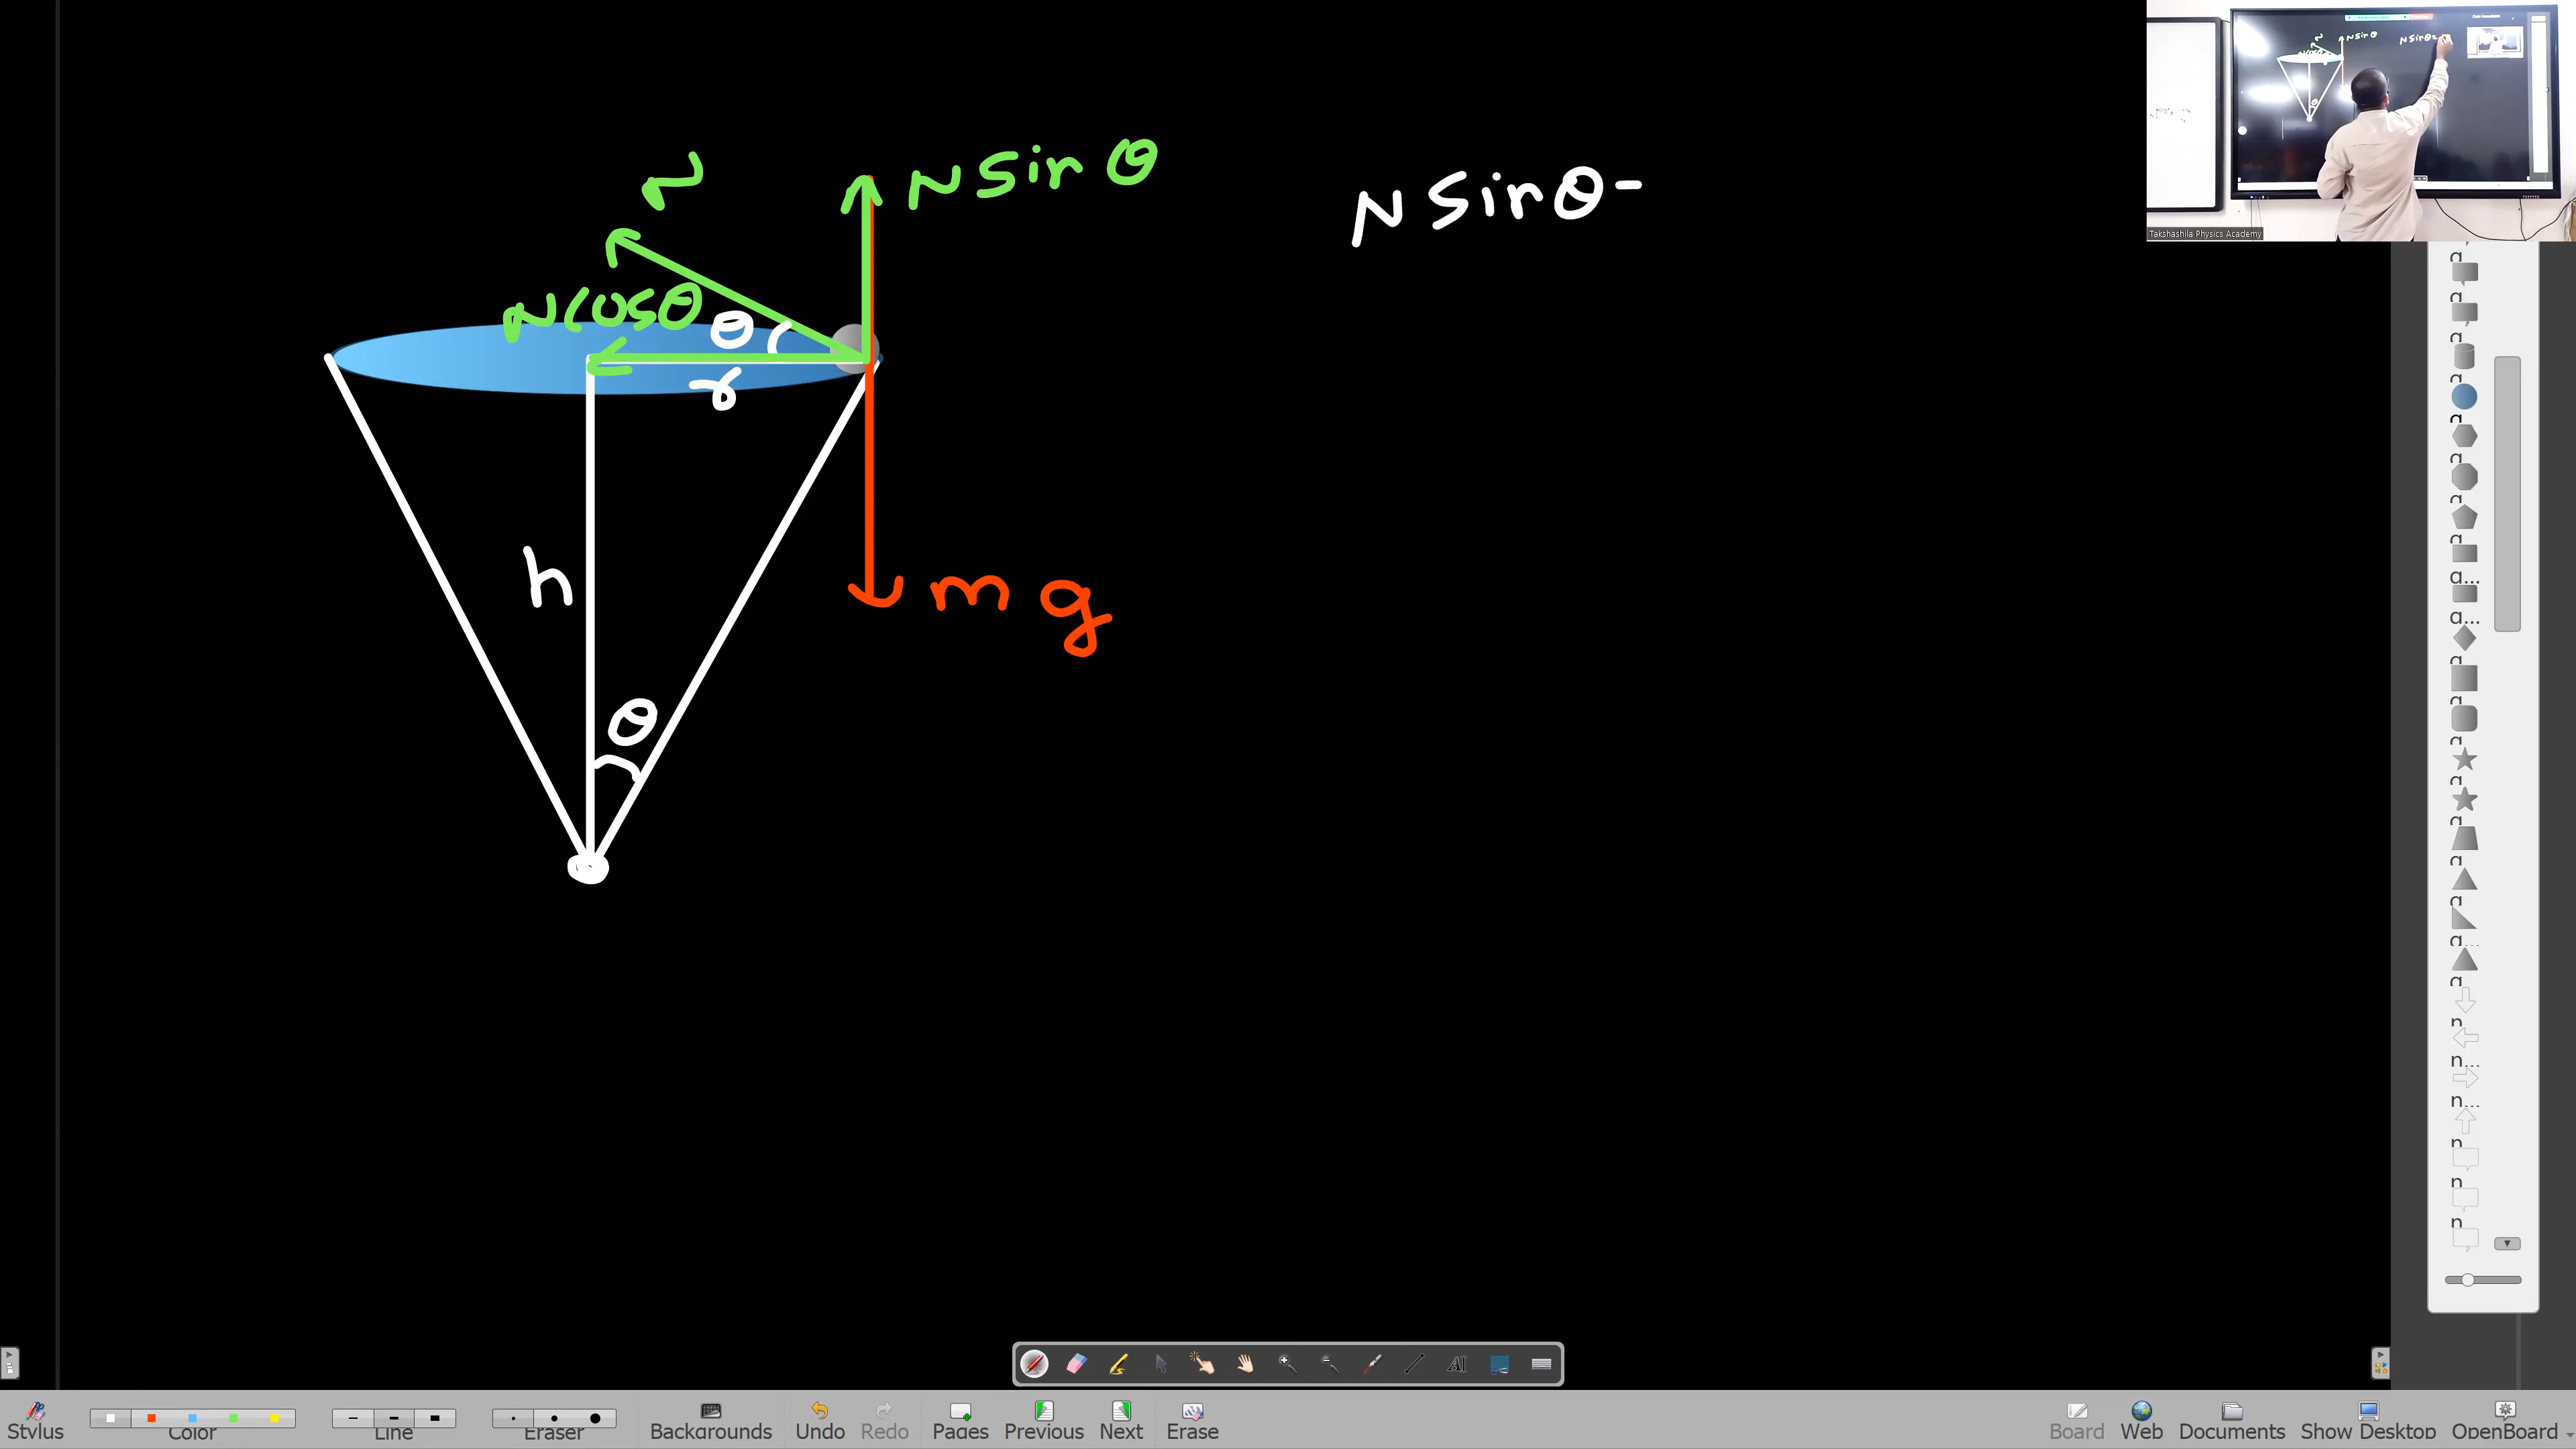 N
N sin θ
N sin θ -
N cos θ
θ
r
h
mg
θ
Takshashila Physics Academy
a
a
a
a
a
a
a
a
a...
a...
a
a
a
a
a
a
a
a...
a
n
n...
n...
n
n
n
Stylus
Color
Line
Eraser
Backgrounds
Undo
Redo
Pages
Previous
Next
Erase
Board
Web
Documents
Show Desktop
OpenBoard